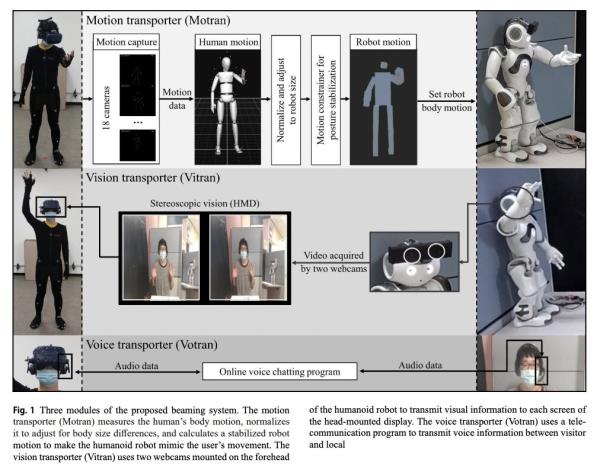 Motion transporter (Motran)
Motion capture
18 cameras
...
Motion
data
Human motion
Normalize and adjust
to robot size
Motion constrainer for
posture stabilization
Robot motion
Set robot
body motion
Vision transporter (Vitran)
Stereoscopic vision (HMD)
Video acquired
by two webcams
Voice transporter (Votran)
Audio data
Online voice chatting program
Audio data
Fig. 1 Three modules of the proposed beaming system. The motion
transporter (Motran) measures the human's body motion, normalizes
it to adjust for body size differences, and calculates a stabilized robot
motion to make the humanoid robot mimic the user's movement. The
vision transporter (Vitran) uses two webcams mounted on the forehead
of the humanoid robot to transmit visual information to each screen of
the head-mounted display. The voice transporter (Votran) uses a tele-
communication program to transmit voice information between visitor
and local